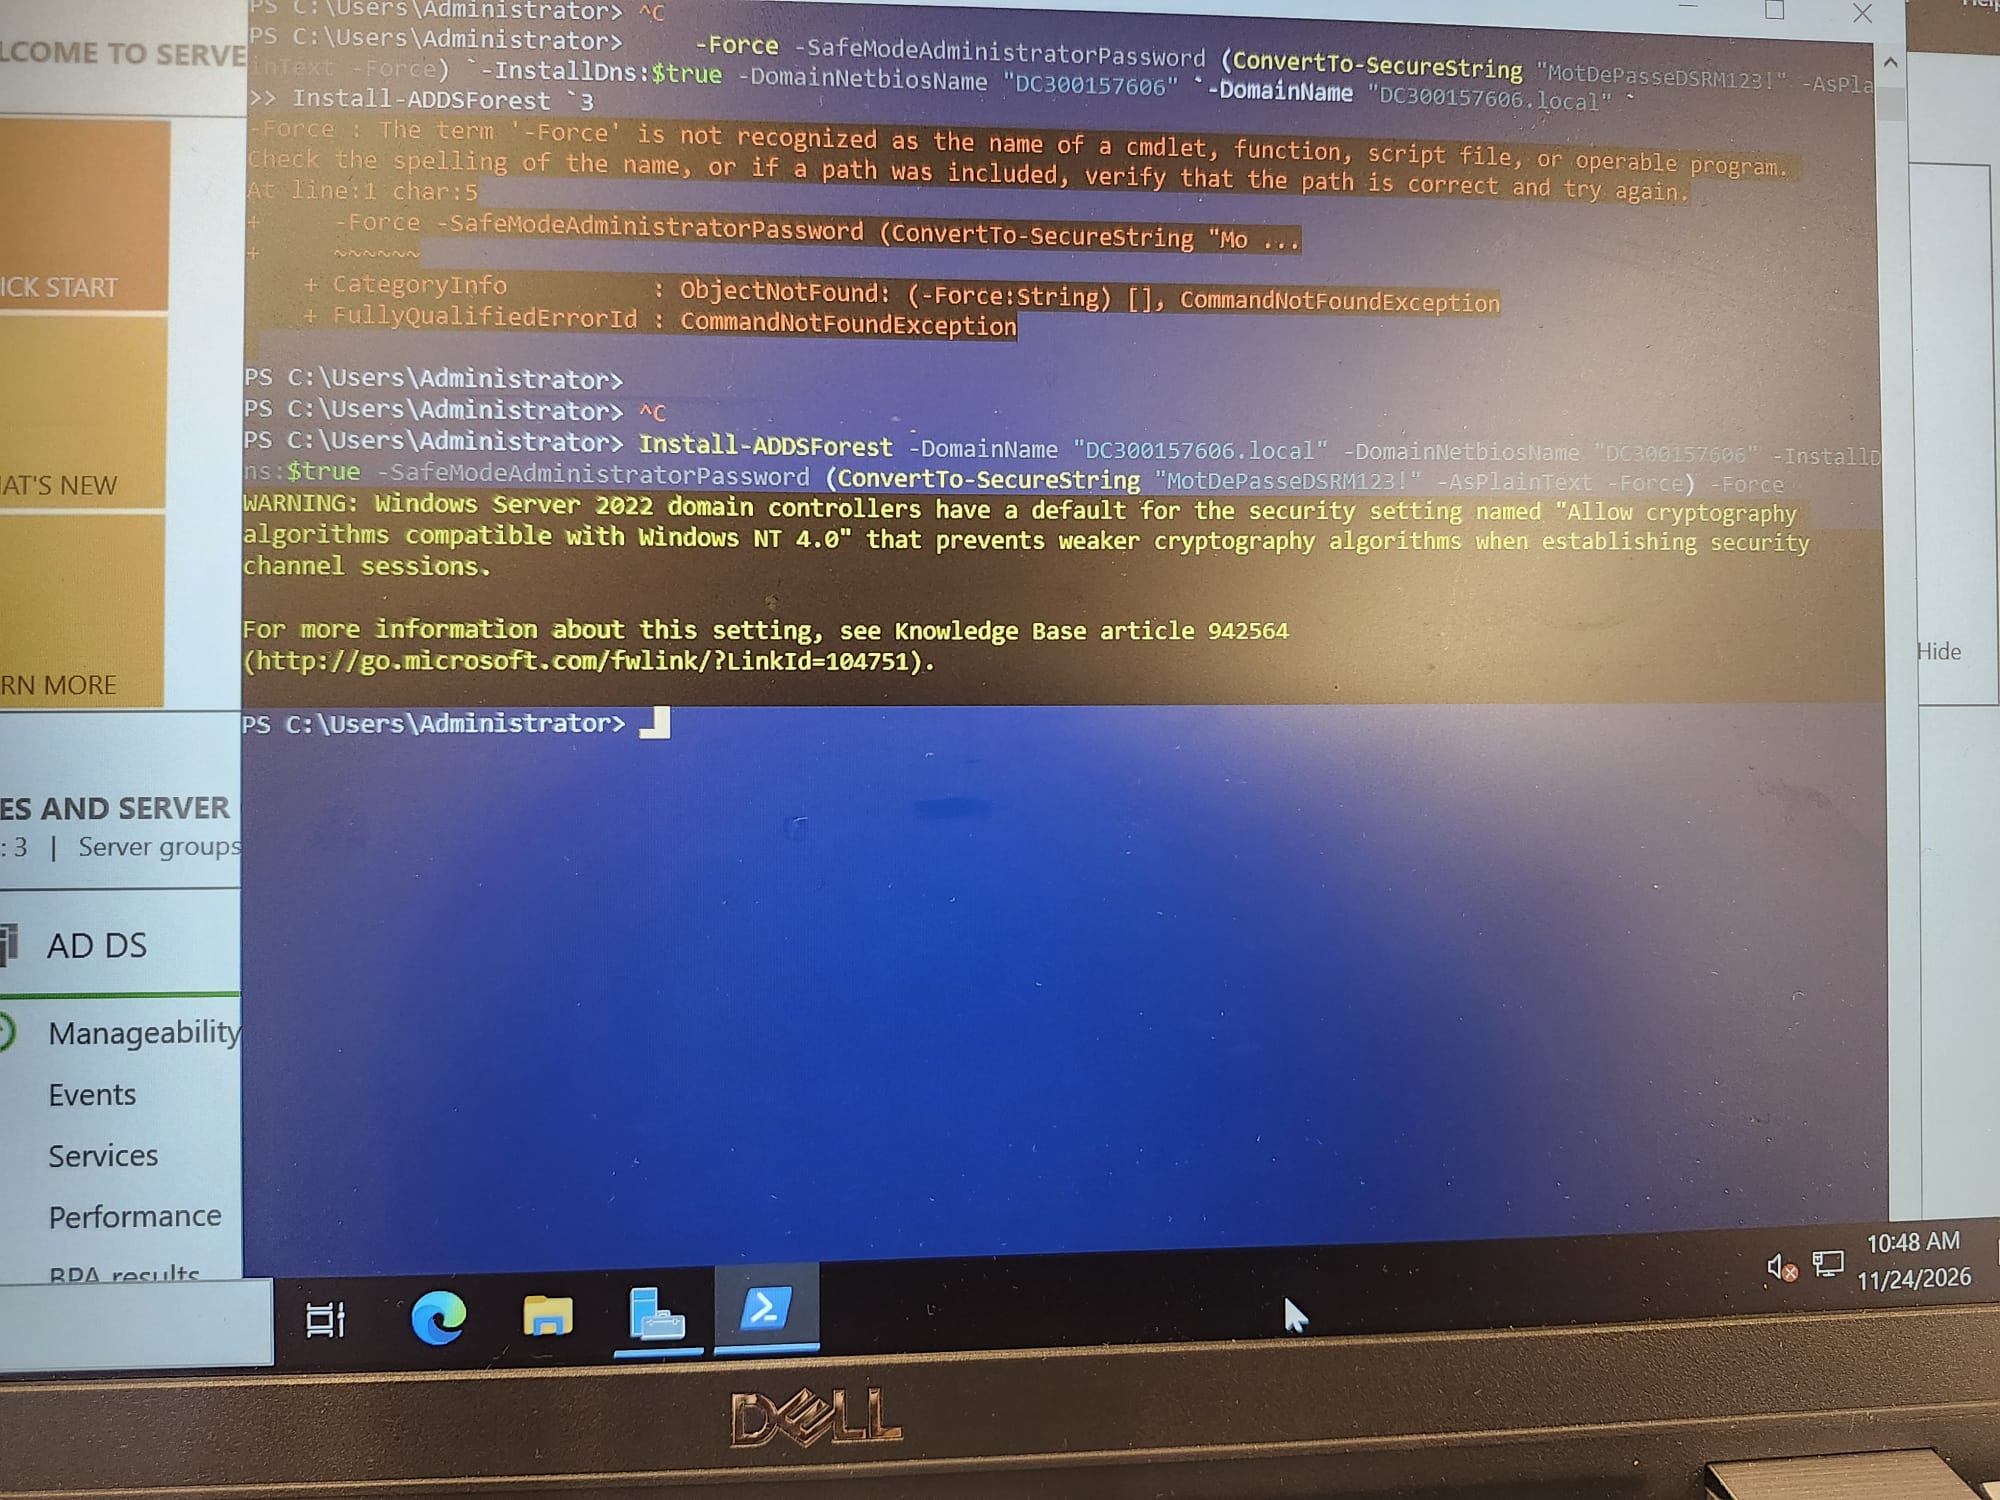 PS C:\Users\Administrator> ^C
PS C:\Users\Administrator>     -Force -SafeModeAdministratorPassword (ConvertTo-SecureString "MotDePasseDSRM123!" -AsPla
inText -Force) `-InstallDns:$true -DomainNetbiosName "DC300157606" `-DomainName "DC300157606.local" `
>> Install-ADDSForest `3
-Force : The term '-Force' is not recognized as the name of a cmdlet, function, script file, or operable program.
Check the spelling of the name, or if a path was included, verify that the path is correct and try again.
At line:1 char:5
+     -Force -SafeModeAdministratorPassword (ConvertTo-SecureString "Mo ...
+     ~~~~~~
+ CategoryInfo          : ObjectNotFound: (-Force:String) [], CommandNotFoundException
+ FullyQualifiedErrorId : CommandNotFoundException
PS C:\Users\Administrator>
PS C:\Users\Administrator> ^C
PS C:\Users\Administrator> Install-ADDSForest -DomainName "DC300157606.local" -DomainNetbiosName "DC300157606" -InstallD
ns:$true -SafeModeAdministratorPassword (ConvertTo-SecureString "MotDePasseDSRM123!" -AsPlainText -Force) -Force
WARNING: Windows Server 2022 domain controllers have a default for the security setting named "Allow cryptography
algorithms compatible with Windows NT 4.0" that prevents weaker cryptography algorithms when establishing security
channel sessions.
For more information about this setting, see Knowledge Base article 942564
(http://go.microsoft.com/fwlink/?LinkId=104751).
PS C:\Users\Administrator>
LCOME TO SERVE
ICK START
AT'S NEW
RN MORE
Hide
ES AND SERVER
: 3 | Server groups
AD DS
Manageability
Events
Services
Performance
BPA results
10:48 AM
11/24/2026
DELL